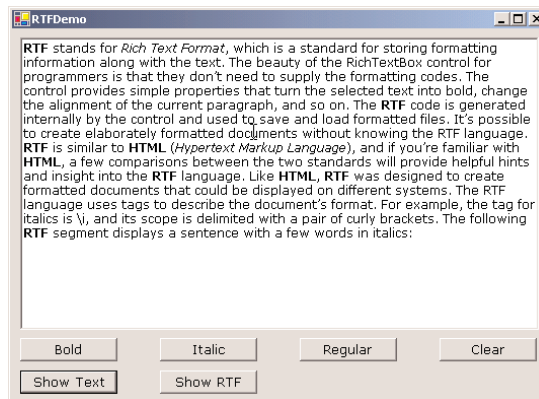 RTFDemo
RTF stands for Rich Text Format, which is a standard for storing formatting
information along with the text. The beauty of the RichTextBox control for
programmers is that they don't need to supply the formatting codes. The
control provides simple properties that turn the selected text into bold, change
the alignment of the current paragraph, and so on. The RTF code is generated
internally by the control and used to save and load formatted files. It's possible
to create elaborately formatted documents without knowing the RTF language.
RTF is similar to HTML (Hypertext Markup Language), and if you're familiar with
HTML, a few comparisons between the two standards will provide helpful hints
and insight into the RTF language. Like HTML, RTF was designed to create
formatted documents that could be displayed on different systems. The RTF
language uses tags to describe the document's format. For example, the tag for
italics is \i, and its scope is delimited with a pair of curly brackets. The following
RTF segment displays a sentence with a few words in italics:
Bold Italic Regular Clear
Show Text Show RTF